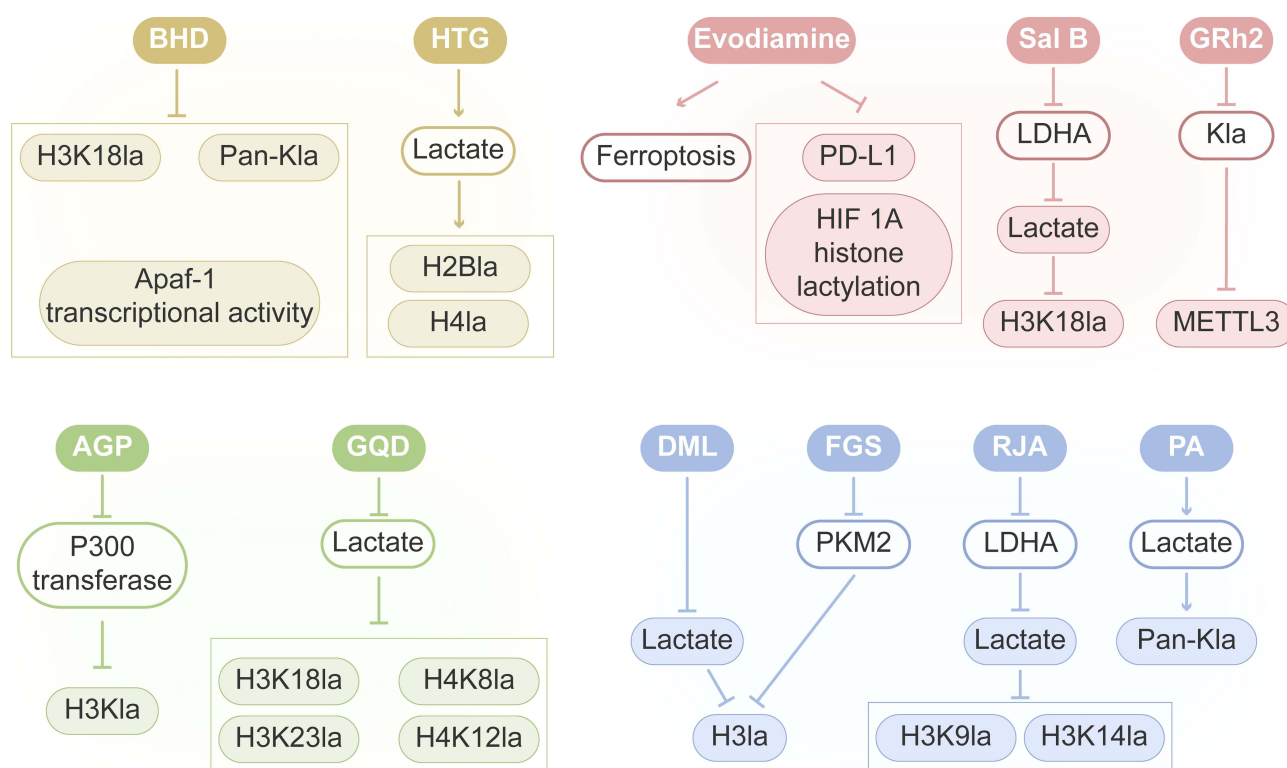 BHD
H3K18la
Pan-Kla
Apaf-1
transcriptional activity
HTG
Lactate
H2Bla
H4la
Evodiamine
Ferroptosis
PD-L1
HIF 1A
histone
lactylation
Sal B
LDHA
Lactate
H3K18la
GRh2
Kla
METTL3
AGP
P300
transferase
H3Kla
GQD
Lactate
H3K18la
H4K8la
H3K23la
H4K12la
DML
Lactate
FGS
PKM2
H3la
RJA
LDHA
Lactate
H3K9la
H3K14la
PA
Lactate
Pan-Kla